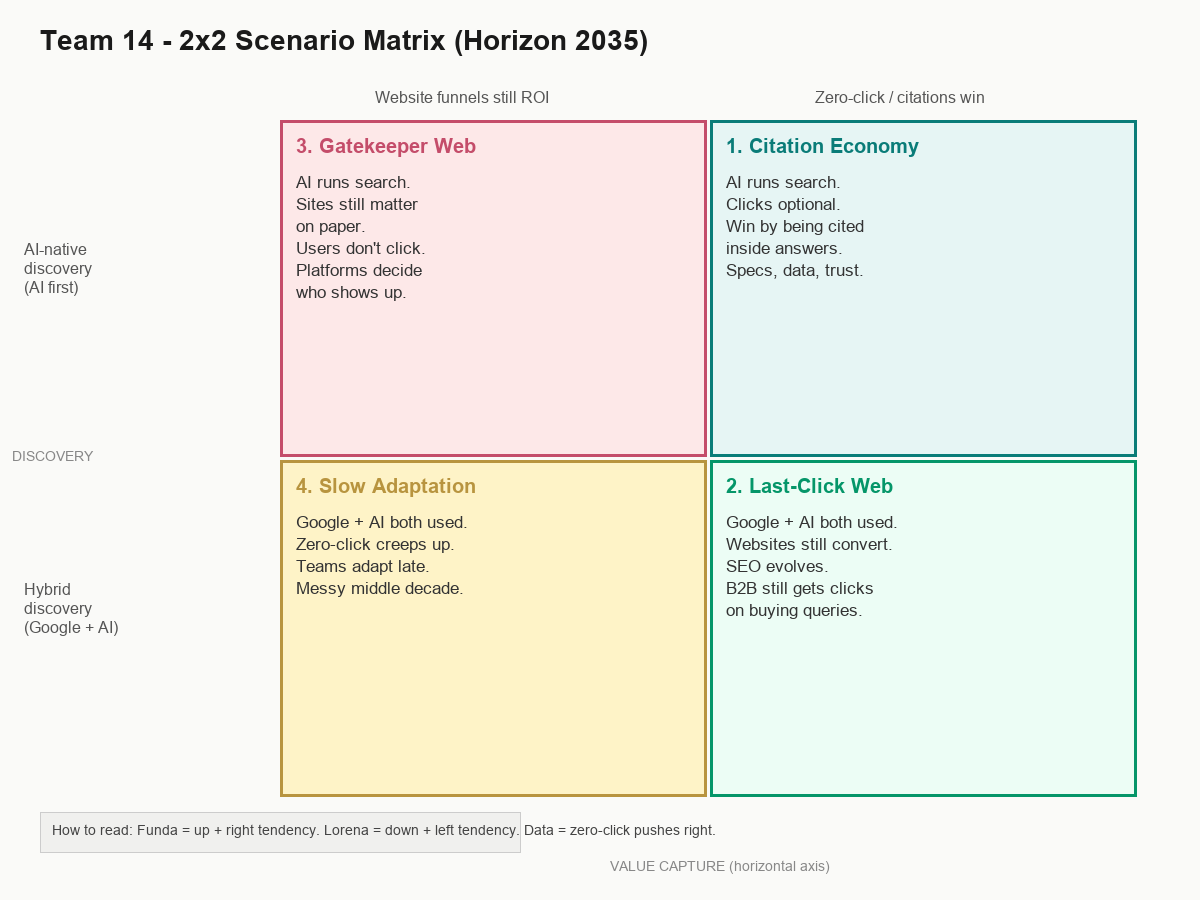 Team 14 - 2x2 Scenario Matrix (Horizon 2035)
Website funnels still ROI
Zero-click / citations win
AI-native
discovery
(AI first)
3. Gatekeeper Web
AI runs search.
Sites still matter
on paper.
Users don't click.
Platforms decide
who shows up.
1. Citation Economy
AI runs search.
Clicks optional.
Win by being cited
inside answers.
Specs, data, trust.
DISCOVERY
Hybrid
discovery
(Google + AI)
4. Slow Adaptation
Google + AI both used.
Zero-click creeps up.
Teams adapt late.
Messy middle decade.
2. Last-Click Web
Google + AI both used.
Websites still convert.
SEO evolves.
B2B still gets clicks
on buying queries.
How to read: Funda = up + right tendency. Lorena = down + left tendency. Data = zero-click pushes right.
VALUE CAPTURE (horizontal axis)